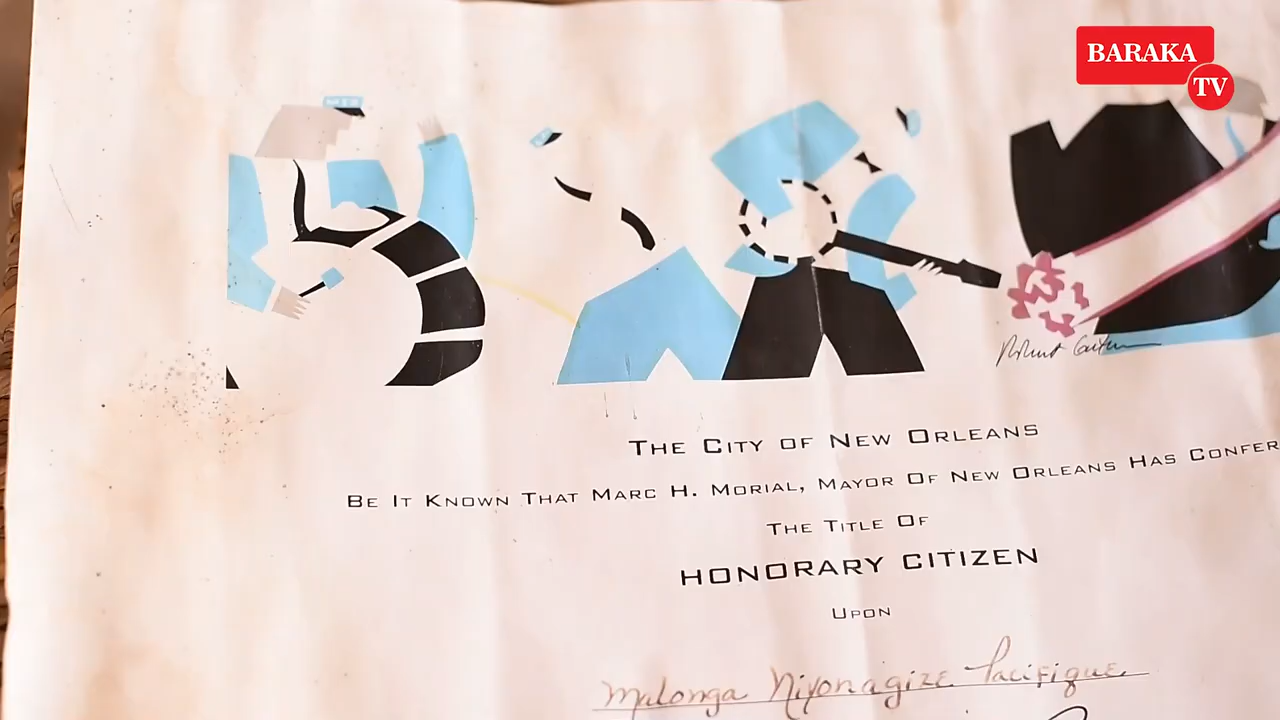 BARAKA
TV
THE CITY OF NEW ORLEANS
BE IT KNOWN THAT MARC H. MORIAL, MAYOR OF NEW ORLEANS HAS CONFER
THE TITLE OF
HONORARY CITIZEN
UPON
Malonga Niyonagize Pacifique